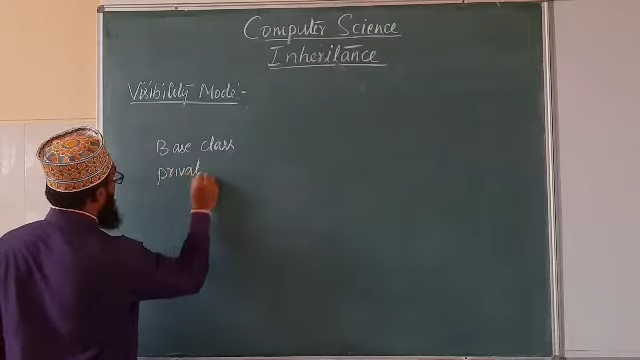 Computer Science
Inheritance
Visibility Mode:-
Base class
privat